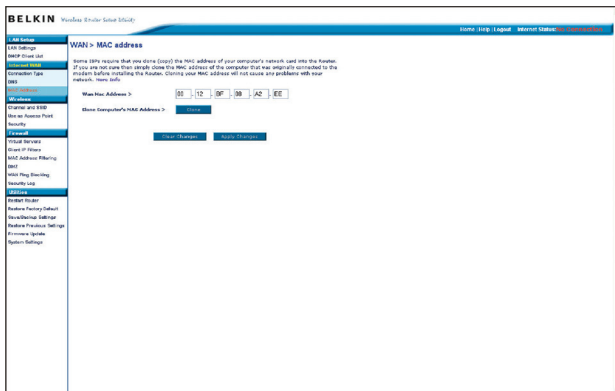 BELKIN Wireless Router Setup Utility
Home | Help | Logout Internet Status:
LAN Setup
LAN Settings
DHCP Client List
Internet WAN
Connection Type
DNS
MAC Address
Wireless
Channel and SSID
Use as Access Point
Security
Firewall
Virtual Servers
Client IP Filters
MAC Address Filtering
DMZ
WAN Ping Blocking
Security Log
Utilities
Restart Router
Restore Factory Default
Save/Backup Settings
Restore Previous Settings
Firmware Update
System Settings
WAN > MAC address
Some ISPs require that you clone (copy) the MAC address of your computer's network card into the Router.
If you are not sure then simply clone the MAC address of the computer that was originally connected to the
modem before installing the Router. Cloning your MAC address will not cause any problems with your
network. More Info
Wan Mac Address > 00 . 12 . BF . 08 . A2 . EE
Clone Computer's MAC Address > Clone
Clear Changes Apply Changes